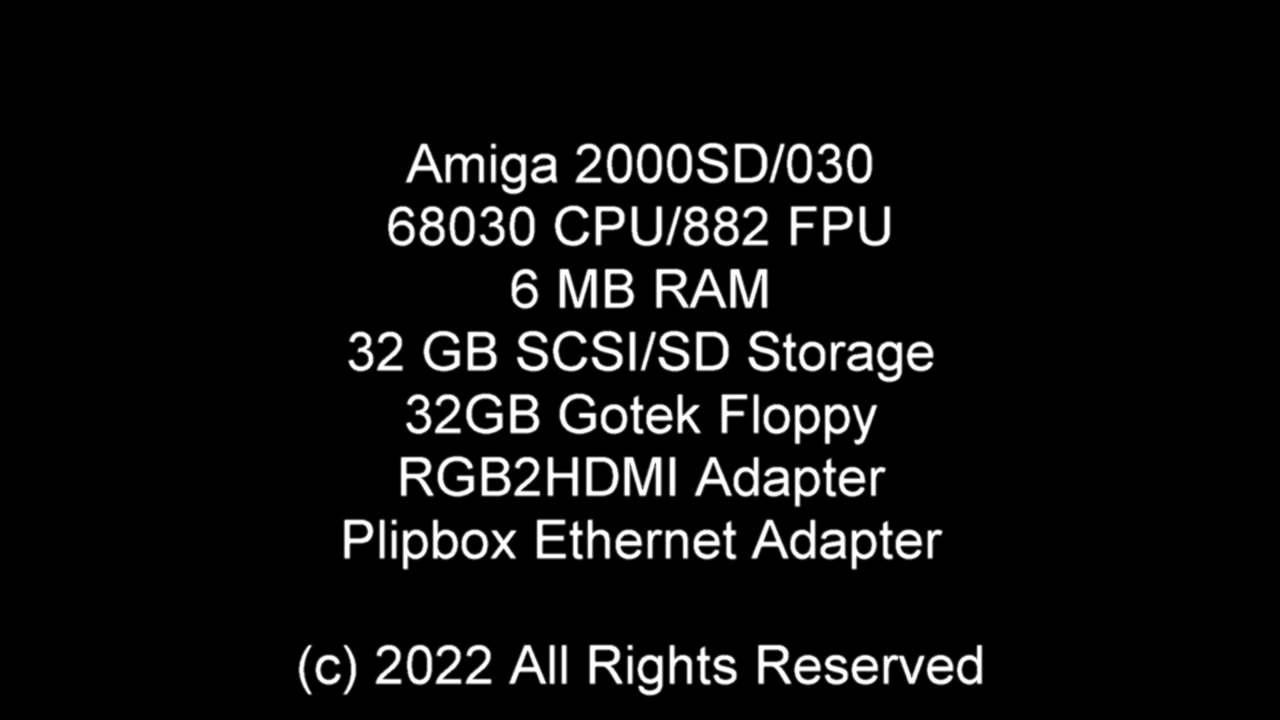 Amiga 2000SD/030
68030 CPU/882 FPU
6 MB RAM
32 GB SCSI/SD Storage
32GB Gotek Floppy
RGB2HDMI Adapter
Plipbox Ethernet Adapter
(c) 2022 All Rights Reserved